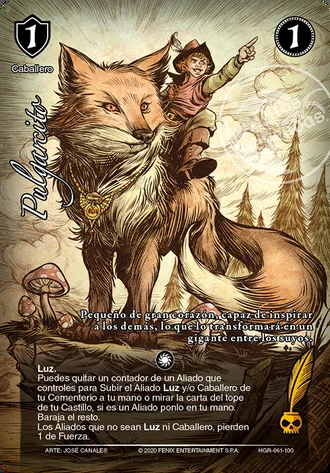 1
1
Caballero
Pulgarcito
Pequeño de gran corazón, capaz de inspirar
a los demás, lo que lo transformará en un
gigante entre los suyos.
Luz.
Puedes quitar un contador de un Aliado que
controles para Subir el Aliado Luz y/o Caballero de
tu Cementerio a tu mano o mirar la carta del tope
de tu Castillo, si es un Aliado ponlo en tu mano.
Baraja el resto.
Los Aliados que no sean Luz ni Caballero, pierden
1 de Fuerza.
ARTE: JOSÉ CANALES
© 2020 FENIX ENTERTAINMENT S.P.A.
HGR-061-100